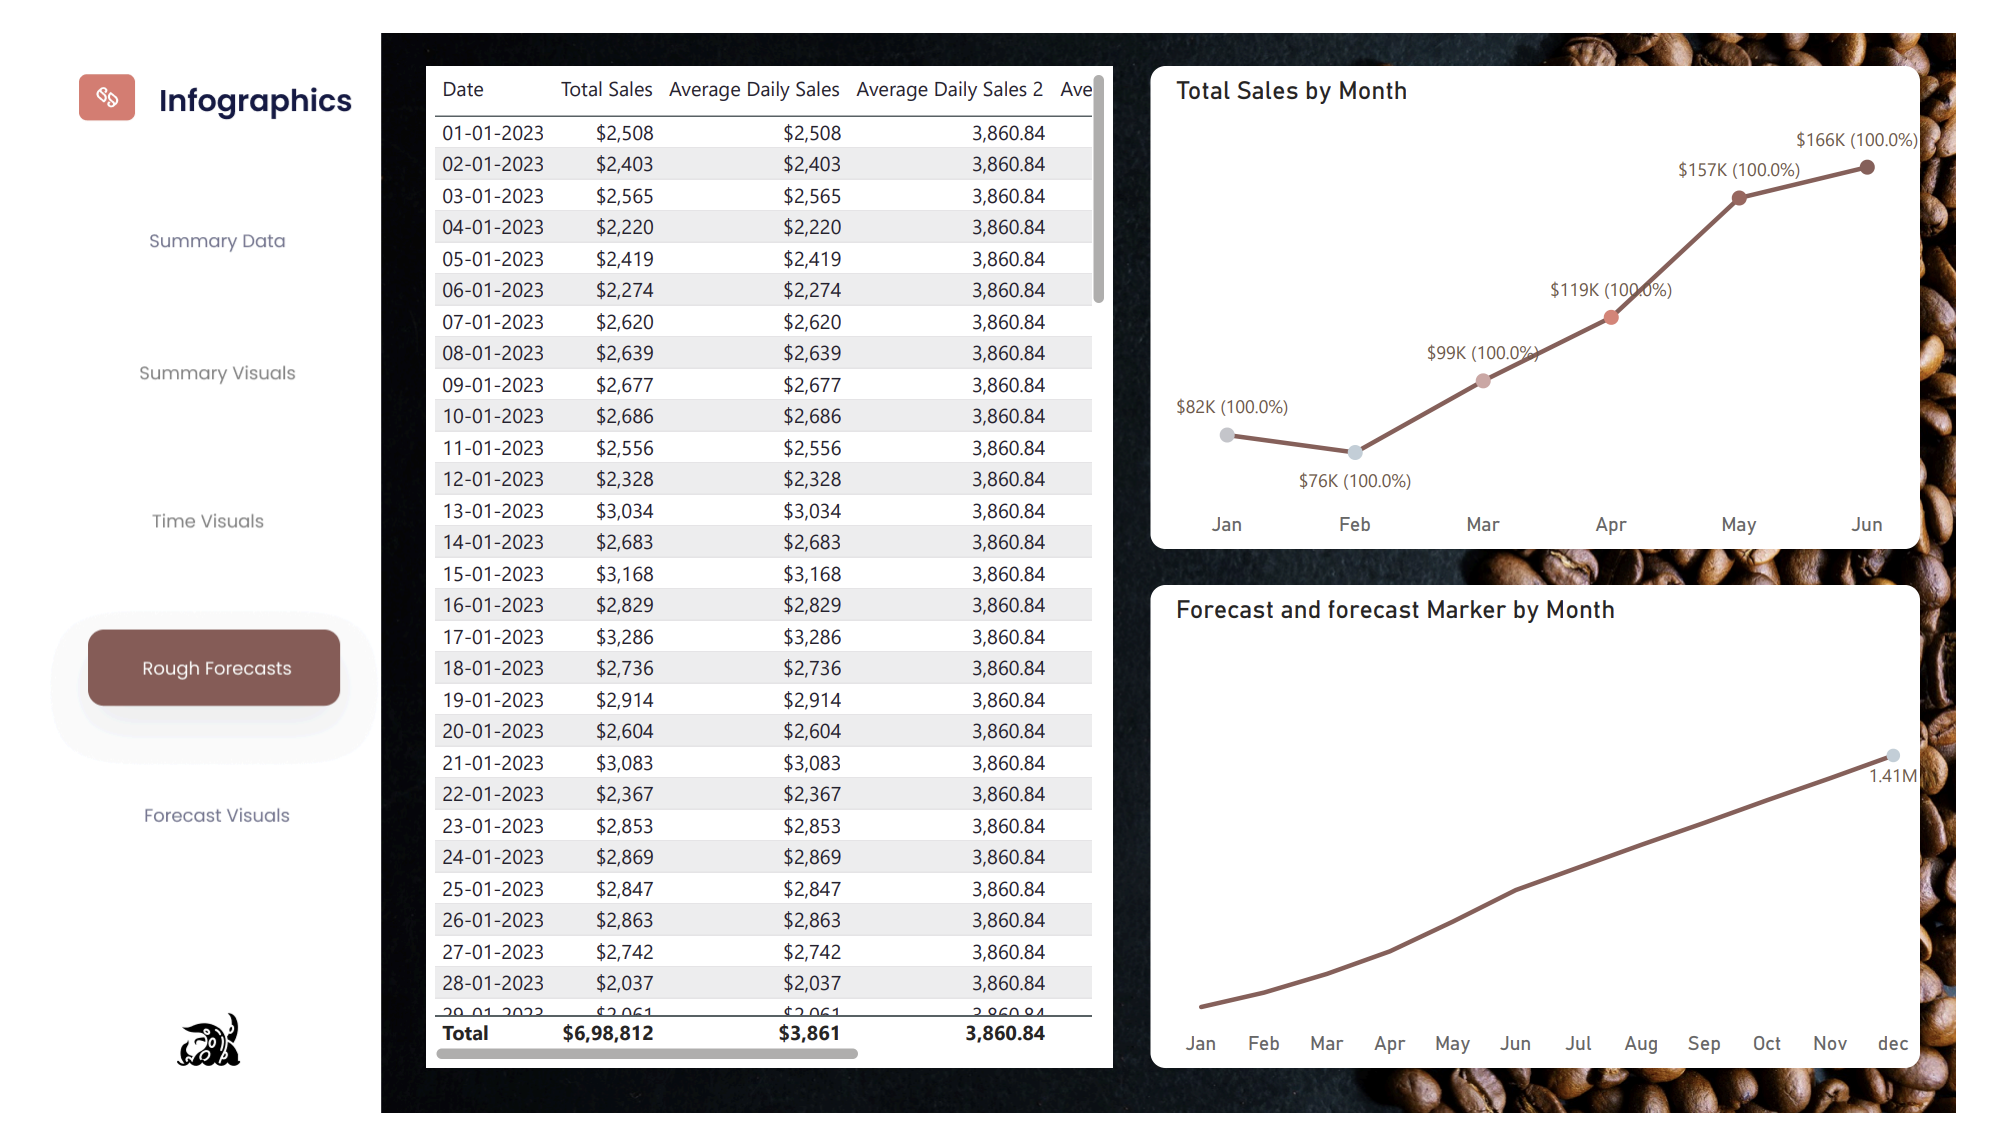 Infographics
Summary Data
Summary Visuals
Time Visuals
Rough Forecasts
Forecast Visuals
Date Total Sales Average Daily Sales Average Daily Sales 2 Ave
01-01-2023 $2,508 $2,508 3,860.84
02-01-2023 $2,403 $2,403 3,860.84
03-01-2023 $2,565 $2,565 3,860.84
04-01-2023 $2,220 $2,220 3,860.84
05-01-2023 $2,419 $2,419 3,860.84
06-01-2023 $2,274 $2,274 3,860.84
07-01-2023 $2,620 $2,620 3,860.84
08-01-2023 $2,639 $2,639 3,860.84
09-01-2023 $2,677 $2,677 3,860.84
10-01-2023 $2,686 $2,686 3,860.84
11-01-2023 $2,556 $2,556 3,860.84
12-01-2023 $2,328 $2,328 3,860.84
13-01-2023 $3,034 $3,034 3,860.84
14-01-2023 $2,683 $2,683 3,860.84
15-01-2023 $3,168 $3,168 3,860.84
16-01-2023 $2,829 $2,829 3,860.84
17-01-2023 $3,286 $3,286 3,860.84
18-01-2023 $2,736 $2,736 3,860.84
19-01-2023 $2,914 $2,914 3,860.84
20-01-2023 $2,604 $2,604 3,860.84
21-01-2023 $3,083 $3,083 3,860.84
22-01-2023 $2,367 $2,367 3,860.84
23-01-2023 $2,853 $2,853 3,860.84
24-01-2023 $2,869 $2,869 3,860.84
25-01-2023 $2,847 $2,847 3,860.84
26-01-2023 $2,863 $2,863 3,860.84
27-01-2023 $2,742 $2,742 3,860.84
28-01-2023 $2,037 $2,037 3,860.84
29-01-2023 $2,061 $2,061 3,860.84
Total $6,98,812 $3,861 3,860.84
Total Sales by Month
$166K (100.0%)
$157K (100.0%)
$119K (100.0%)
$99K (100.0%)
$82K (100.0%)
$76K (100.0%)
Jan Feb Mar Apr May Jun
Forecast and forecast Marker by Month
1.41M
Jan Feb Mar Apr May Jun Jul Aug Sep Oct Nov dec